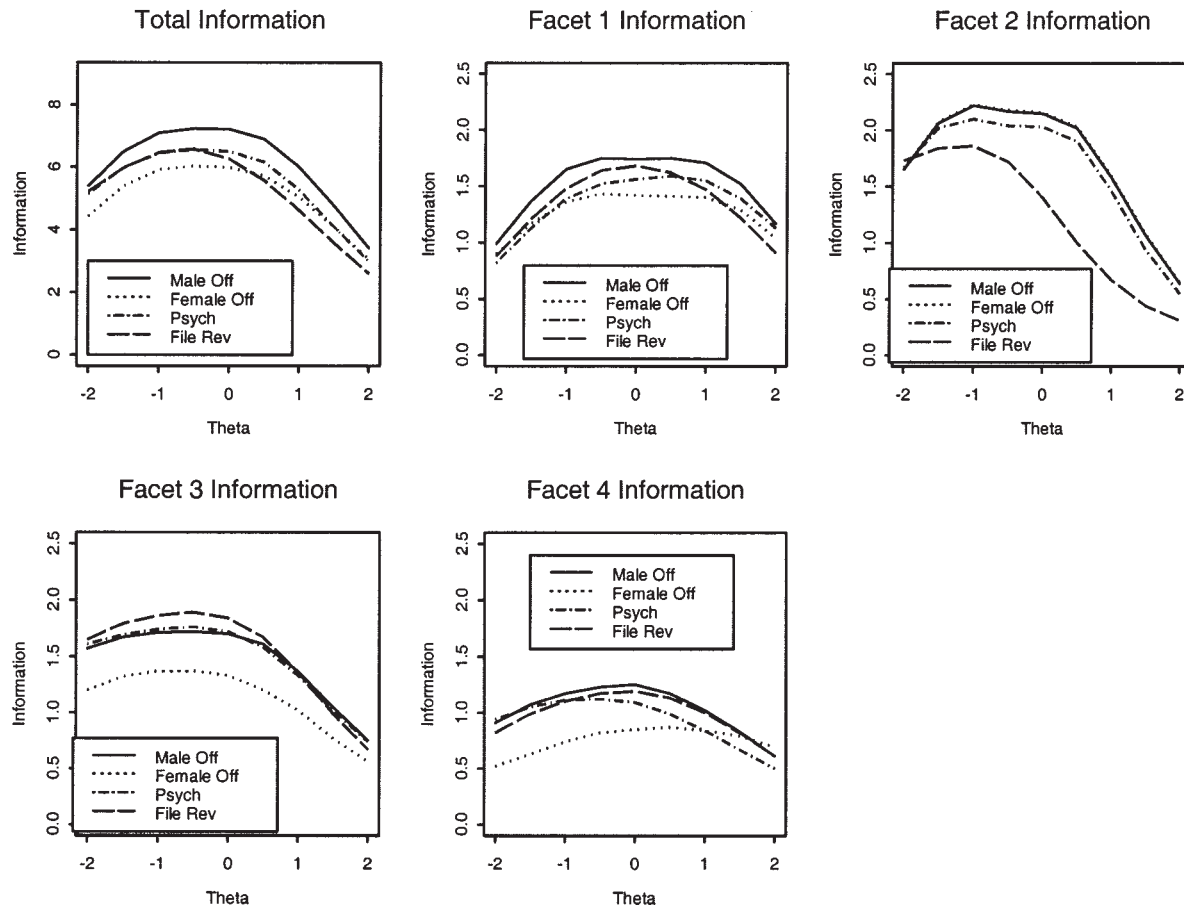 Total Information
Information
8
6
4
2
0
Male Off
Female Off
Psych
File Rev
-2
-1
0
1
2
Theta
Facet 1 Information
Information
2.5
2.0
1.5
1.0
0.5
0.0
Male Off
Female Off
Psych
File Rev
-2
-1
0
1
2
Theta
Facet 2 Information
Information
2.5
2.0
1.5
1.0
0.5
0.0
Male Off
Female Off
Psych
File Rev
-2
-1
0
1
2
Theta
Facet 3 Information
Information
2.5
2.0
1.5
1.0
0.5
0.0
Male Off
Female Off
Psych
File Rev
-2
-1
0
1
2
Theta
Facet 4 Information
Information
2.5
2.0
1.5
1.0
0.5
0.0
Male Off
Female Off
Psych
File Rev
-2
-1
0
1
2
Theta